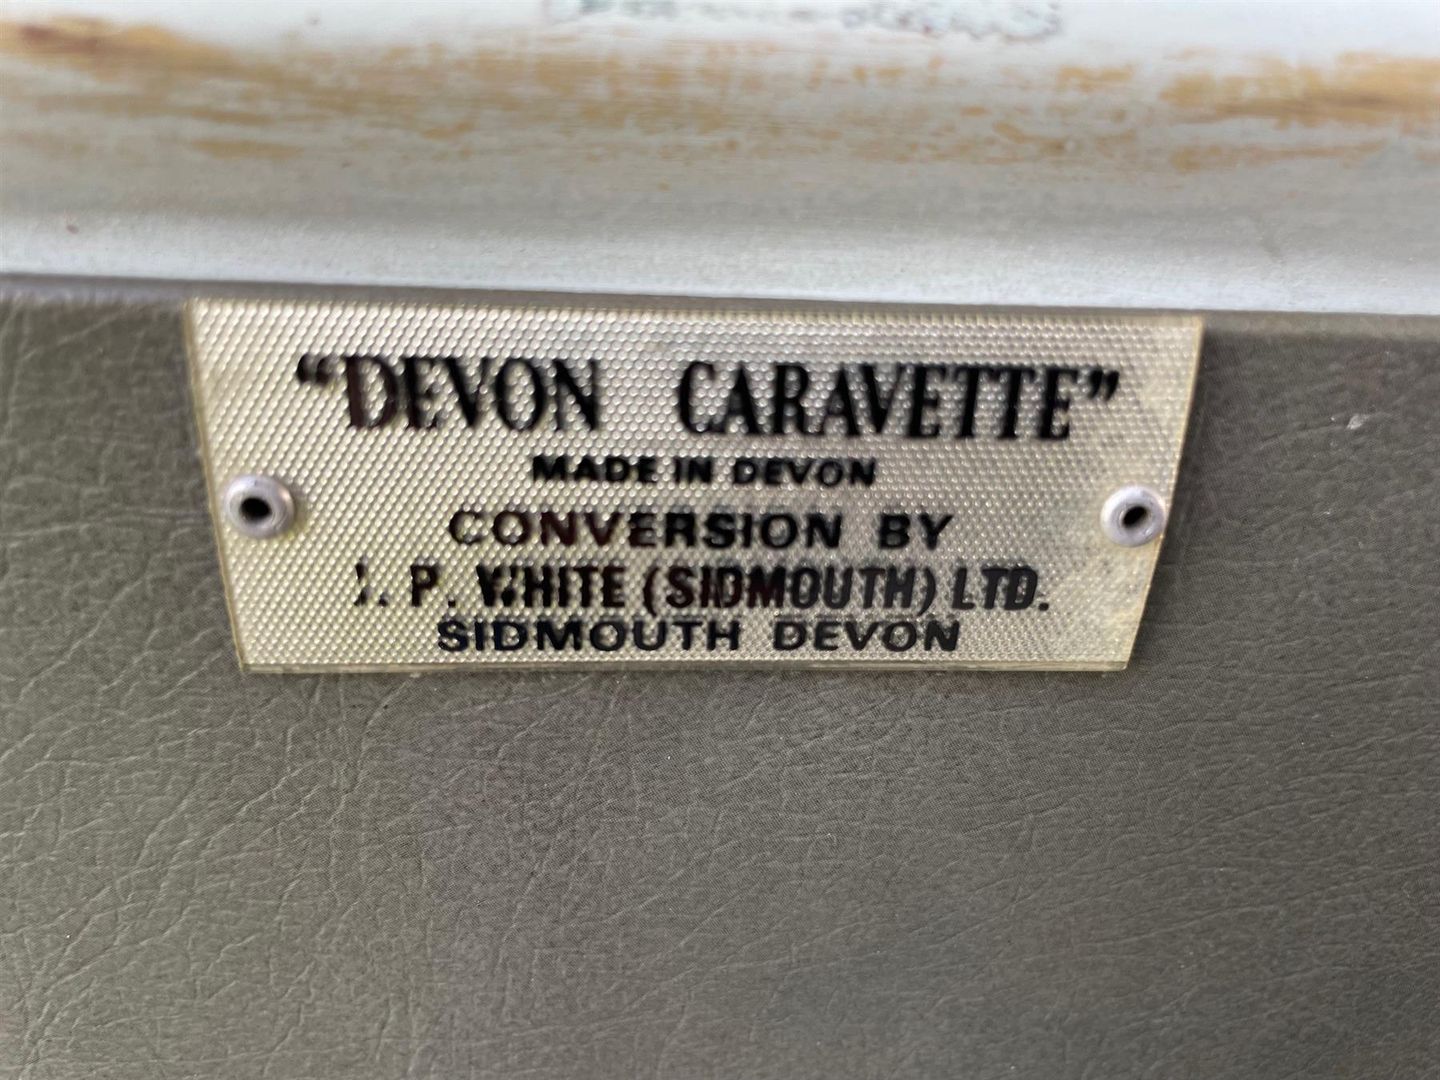 “DEVON CARAVETTE”
MADE IN DEVON
CONVERSION BY
J. P. WHITE (SIDMOUTH) LTD.
SIDMOUTH DEVON